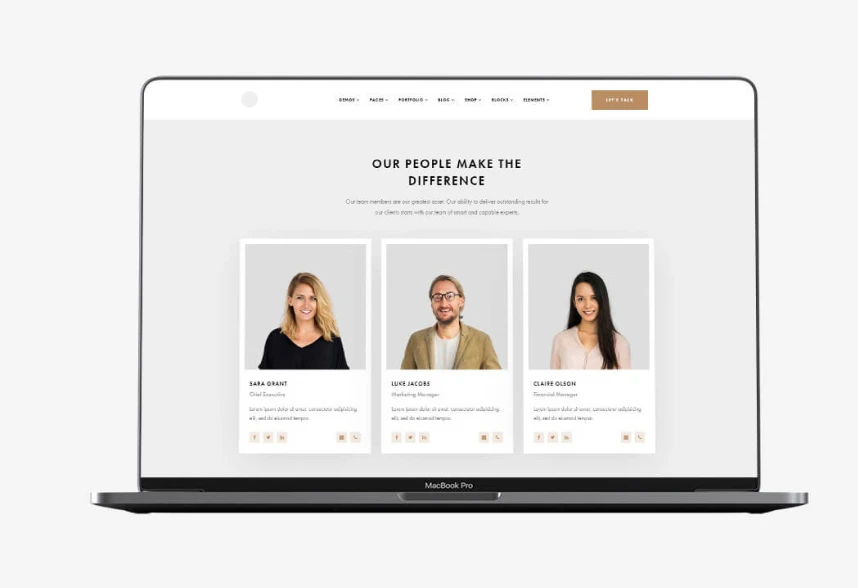 DEMOS PAGES PORTFOLIO BLOG SHOP BLOCKS ELEMENTS LET'S TALK
OUR PEOPLE MAKE THE
DIFFERENCE
Our team members are our greatest asset. Our ability to deliver outstanding results for
our clients starts with our team of smart and capable experts.
SARA GRANT
Chief Executive
Lorem ipsum dolor sit amet, consectetur adipisicing
elit, sed do eiusmod tempor.
LUKE JACOBS
Marketing Manager
Lorem ipsum dolor sit amet, consectetur adipisicing
elit, sed do eiusmod tempor.
CLAIRE OLSON
Financial Manager
Lorem ipsum dolor sit amet, consectetur adipisicing
elit, sed do eiusmod tempor.
MacBook Pro